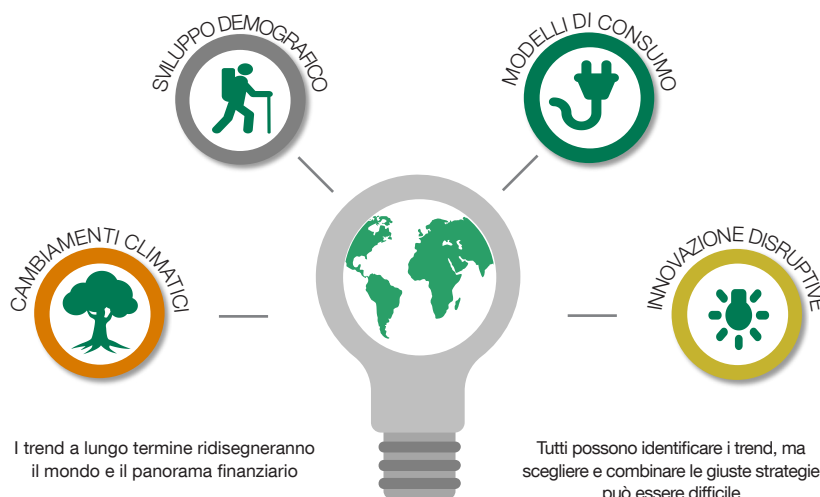 SVILUPPO DEMOGRAFICO
MODELLI DI CONSUMO
CAMBIAMENTI CLIMATICI
INNOVAZIONE DISRUPTIVE
I trend a lungo termine ridisegneranno
il mondo e il panorama finanziario
Tutti possono identificare i trend, ma
scegliere e combinare le giuste strategie
può essere difficile